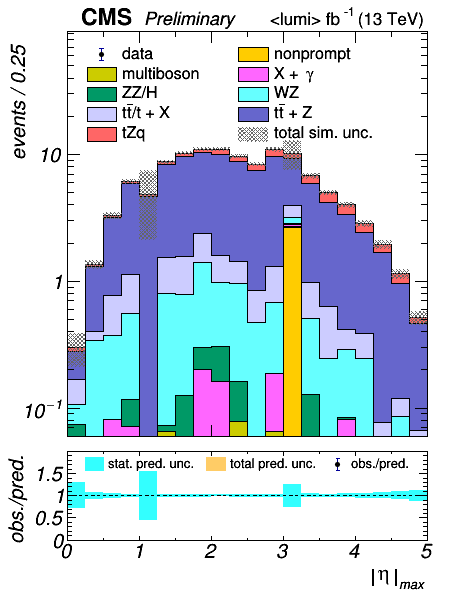 CMS Preliminary <lumi> fb⁻¹ (13 TeV)
events / 0.25
data nonprompt
multiboson X + γ
ZZ/H WZ
tt̄/t + X tt̄ + Z
tZq total sim. unc.
10
1
10⁻¹
obs./pred.
stat. pred. unc. total pred. unc. obs./pred.
1.5
1
0.5
0
0 1 2 3 4 5
|η|max